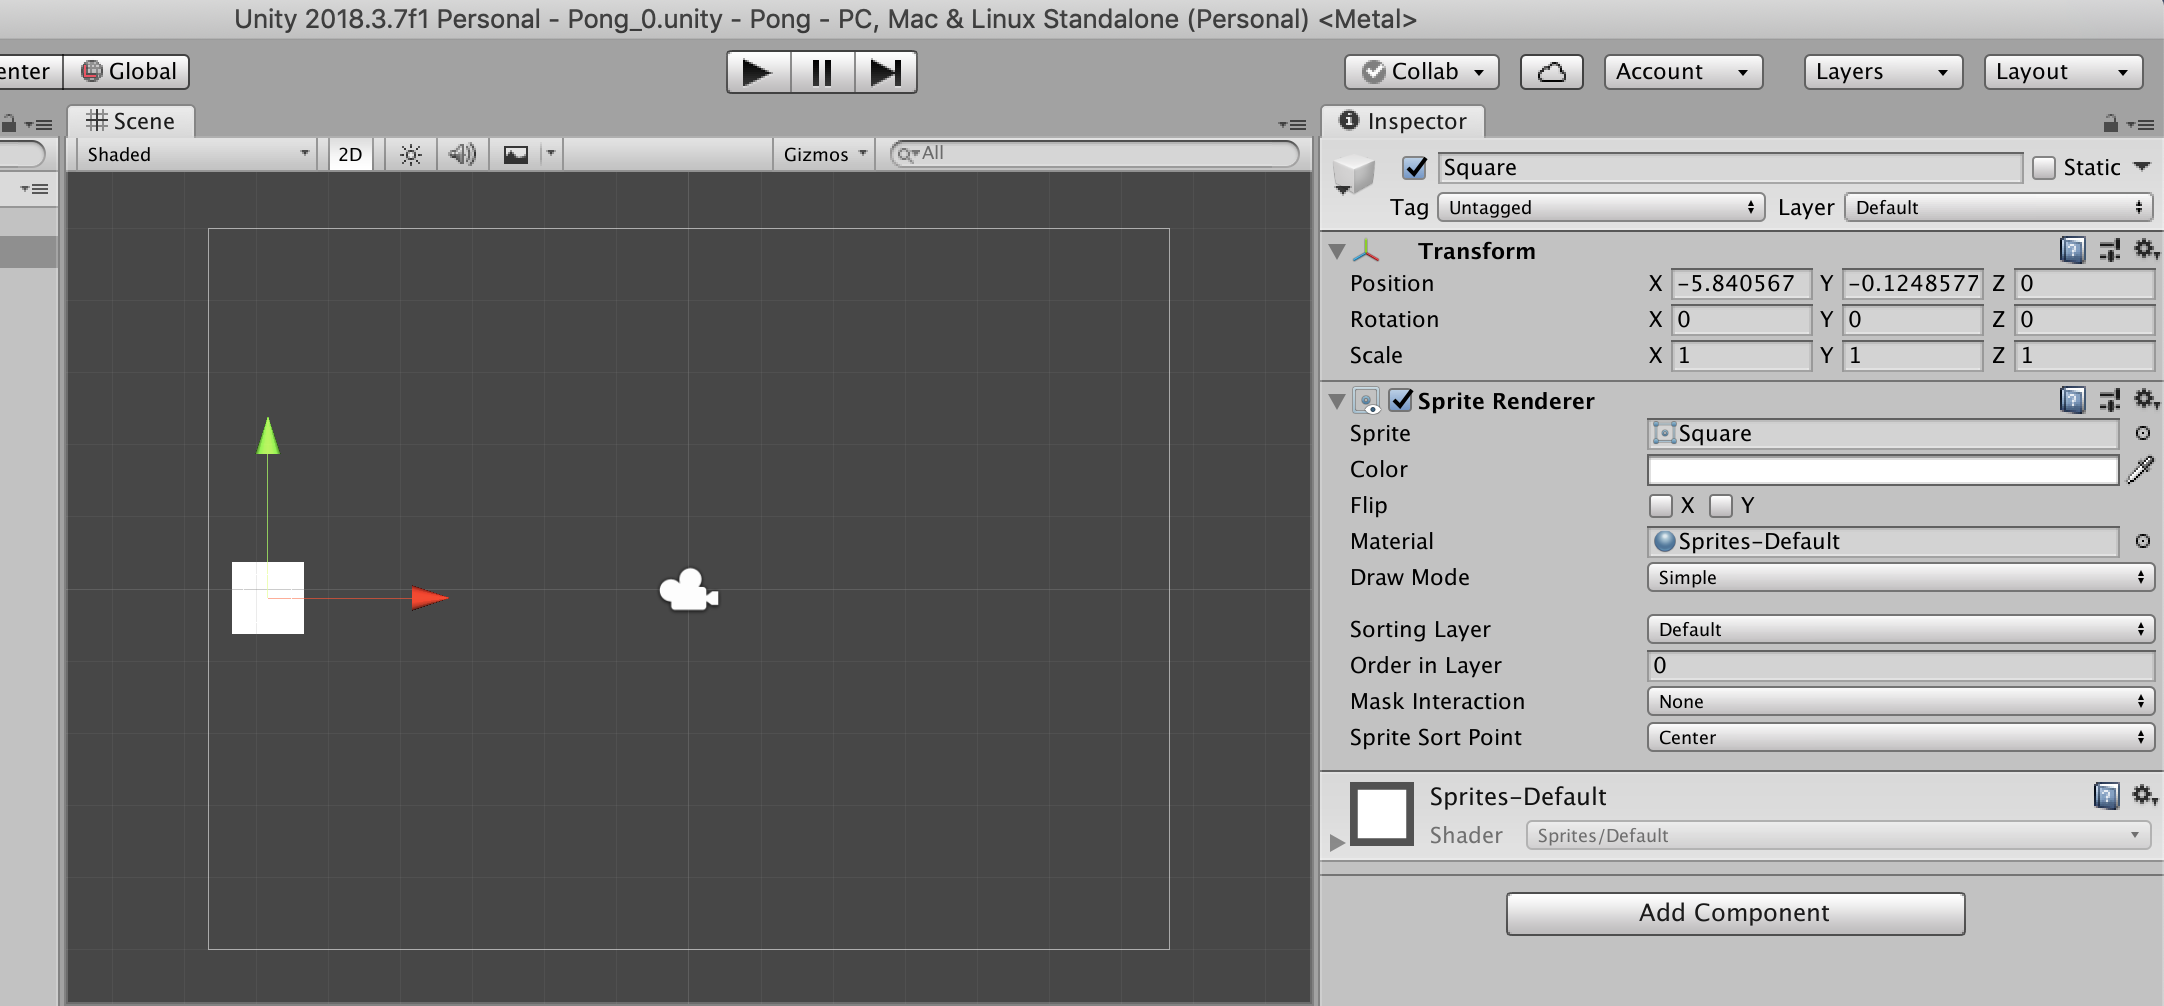 Unity 2018.3.7f1 Personal - Pong_0.unity - Pong - PC, Mac & Linux Standalone (Personal) <Metal>
enter Global Collab Account Layers Layout
Scene
Shaded 2D Gizmos All
Inspector
Square Static
Tag Untagged Layer Default
Transform
Position X -5.840567 Y -0.1248577 Z 0
Rotation X 0 Y 0 Z 0
Scale X 1 Y 1 Z 1
Sprite Renderer
Sprite Square
Color
Flip X Y
Material Sprites-Default
Draw Mode Simple
Sorting Layer Default
Order in Layer 0
Mask Interaction None
Sprite Sort Point Center
Sprites-Default
Shader Sprites/Default
Add Component